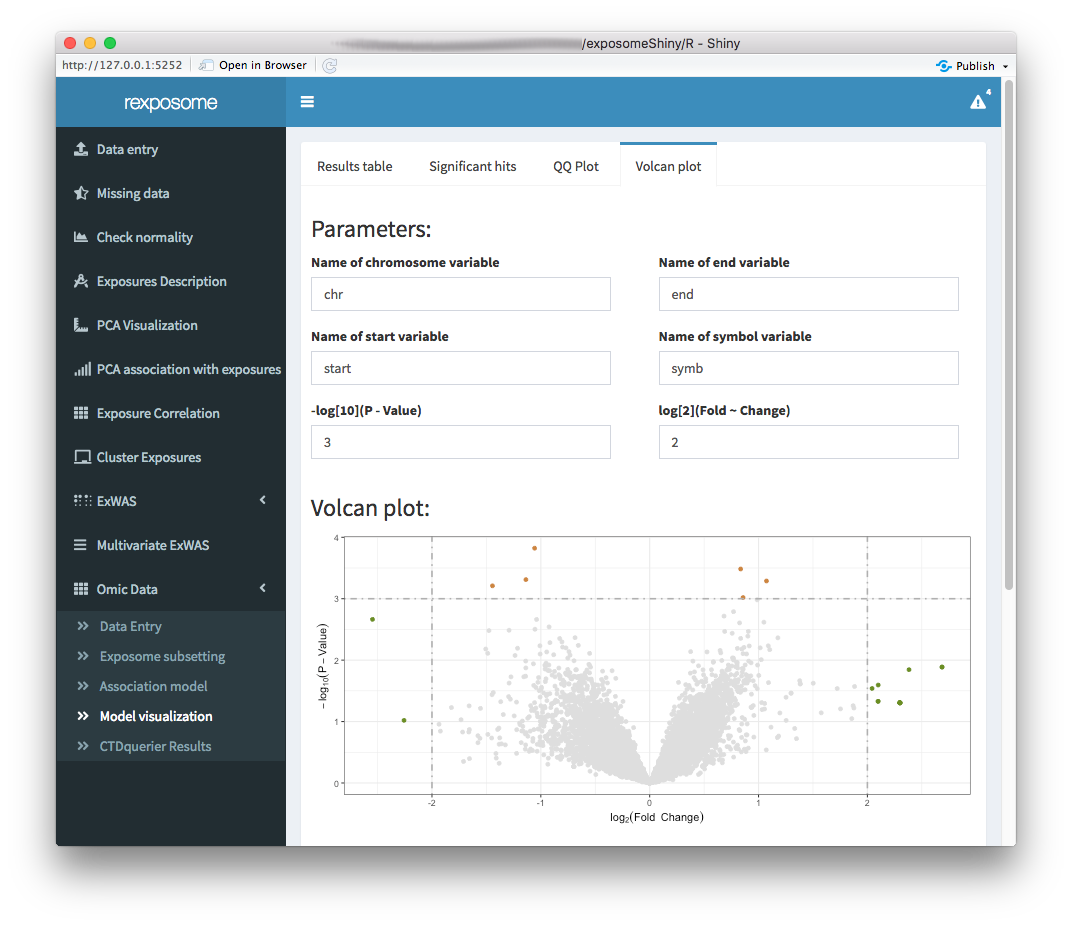 /exposomeShiny/R - Shiny
http://127.0.0.1:5252 Open in Browser Publish
rexposome 4
Data entry
Missing data
Check normality
Exposures Description
PCA Visualization
PCA association with exposures
Exposure Correlation
Cluster Exposures
ExWAS
Multivariate ExWAS
Omic Data
Data Entry
Exposome subsetting
Association model
Model visualization
CTDquerier Results
Results table Significant hits QQ Plot Volcan plot
Parameters:
Name of chromosome variable Name of end variable
chr end
Name of start variable Name of symbol variable
start symb
-log[10](P - Value) log[2](Fold ~ Change)
3 2
Volcan plot:
4
3
2
1
0
−log10(P − Value)
-2 -1 0 1 2
log2(Fold Change)